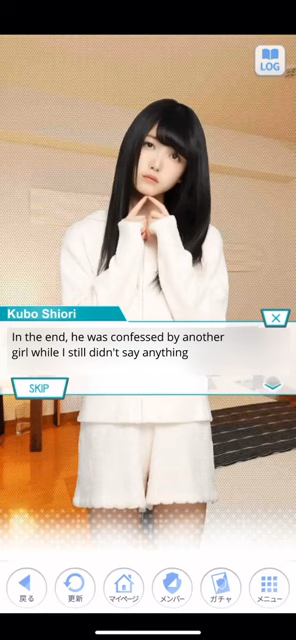 LOG
Kubo Shiori
In the end, he was confessed by another
girl while I still didn't say anything
SKIP
戻る
更新
マイページ
メンバー
ガチャ
メニュー